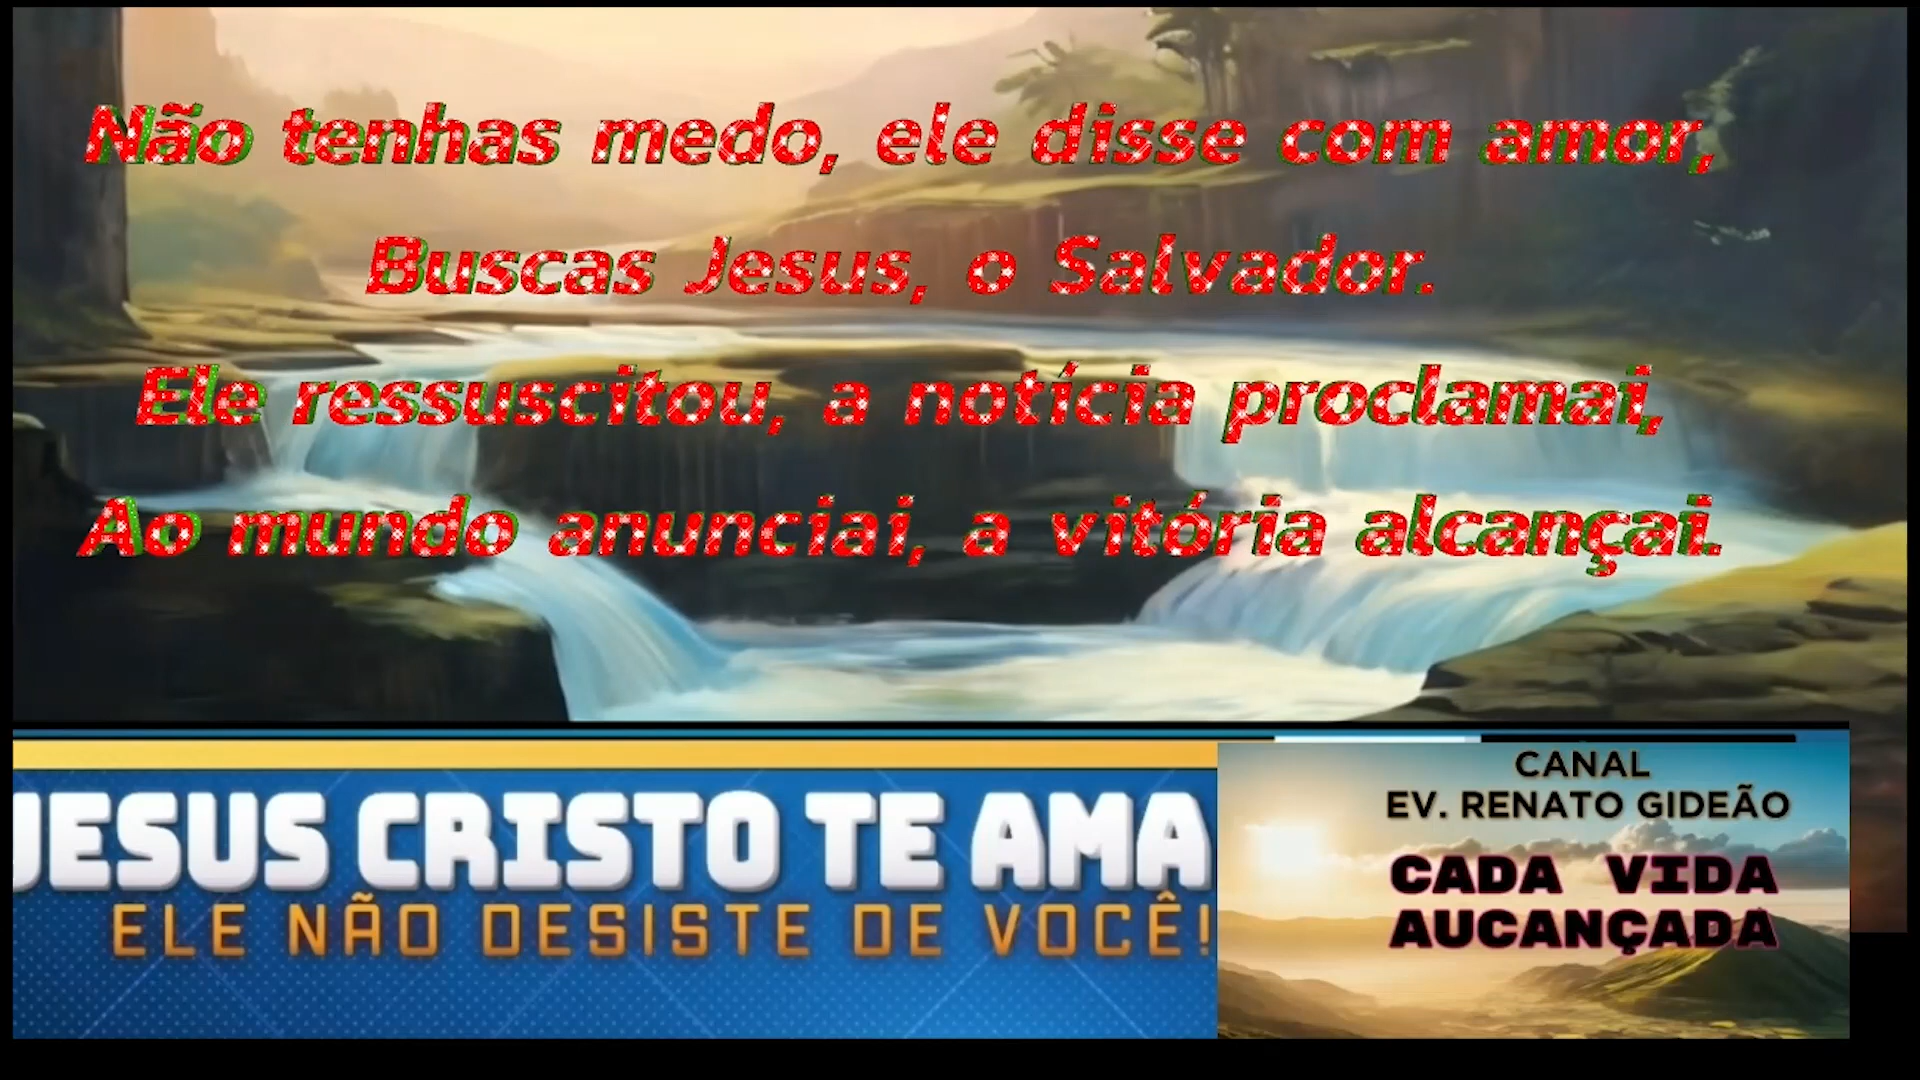 Não tenhas medo, ele disse com amor,
Buscas Jesus, o Salvador.
Ele ressuscitou, a notícia proclamai,
Ao mundo anunciai, a vitória alcançai.
JESUS CRISTO TE AMA
ELE NÃO DESISTE DE VOCÊ!
CANAL
EV. RENATO GIDEÃO
CADA VIDA
AUCANÇADA